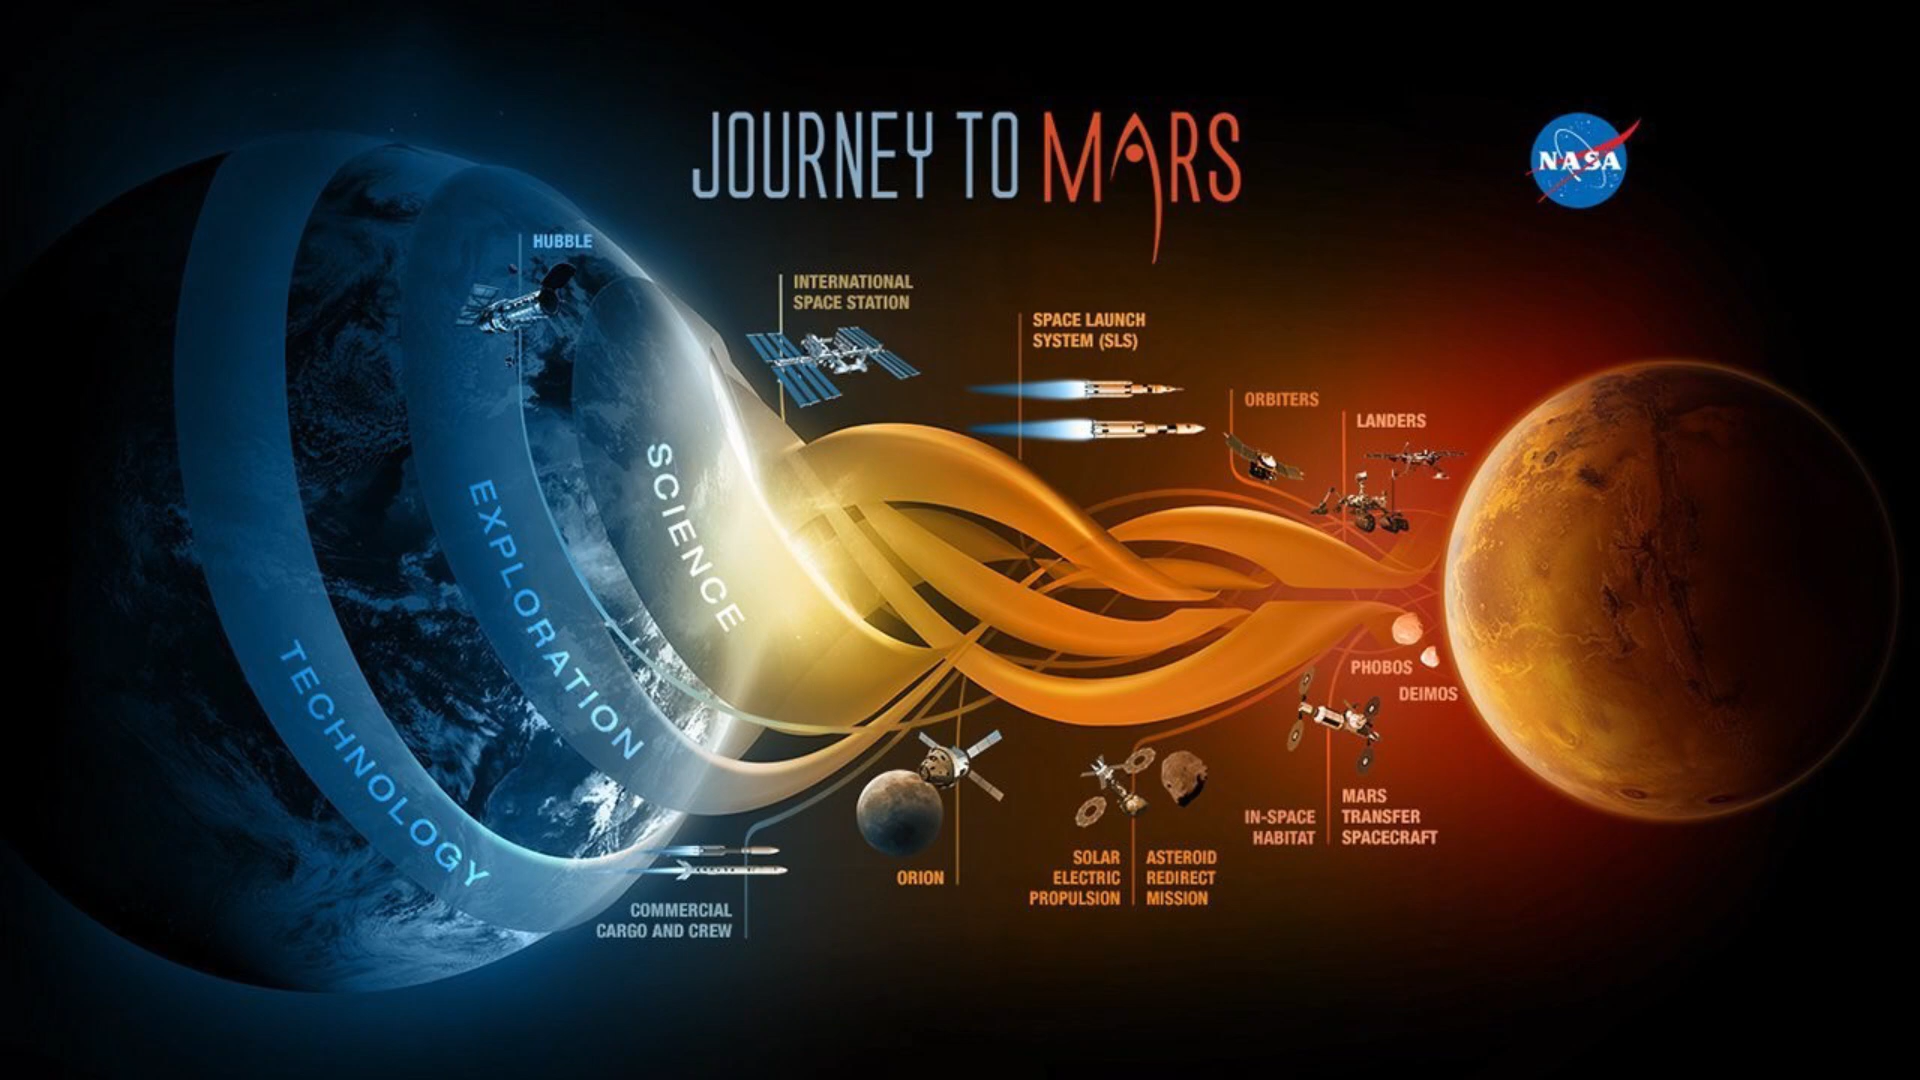 JOURNEY TO MARS
NASA
HUBBLE
INTERNATIONAL
SPACE STATION
SPACE LAUNCH
SYSTEM (SLS)
ORBITERS
LANDERS
SCIENCE
EXPLORATION
TECHNOLOGY
PHOBOS
DEIMOS
COMMERCIAL
CARGO AND CREW
ORION
SOLAR
ELECTRIC
PROPULSION
ASTEROID
REDIRECT
MISSION
IN-SPACE
HABITAT
MARS
TRANSFER
SPACECRAFT